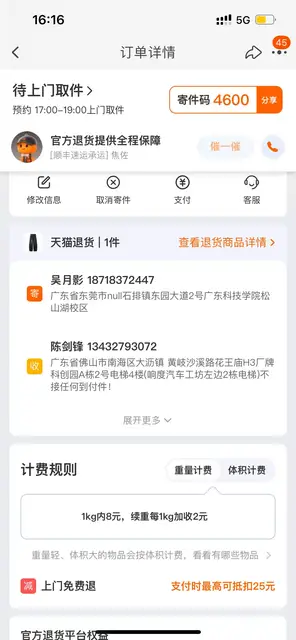 16:16
5G
订单详情
45
待上门取件
预约 17:00-19:00上门取件
寄件码 4600
分享
官方退货提供全程保障
[顺丰速运承运] 焦佐
催一催
修改信息
取消寄件
支付
客服
天猫退货 | 1件
查看退货商品详情
寄
吴月影 18718372447
广东省东莞市null石排镇东园大道2号广东科技学院松
山湖校区
收
陈剑锋 13432793072
广东省佛山市南海区大沥镇 黄岐沙溪路花王庙H3厂牌
科创园A栋2号电梯4楼(响度汽车工坊左边2栋电梯)不
接任何到付件!
展开更多
计费规则
重量计费
体积计费
1kg内8元，续重每1kg加收2元
重量轻、体积大的物品会按体积计费，看看有哪些物品
减
上门免费退
支付时最高可抵扣25元
官方退货平台权益